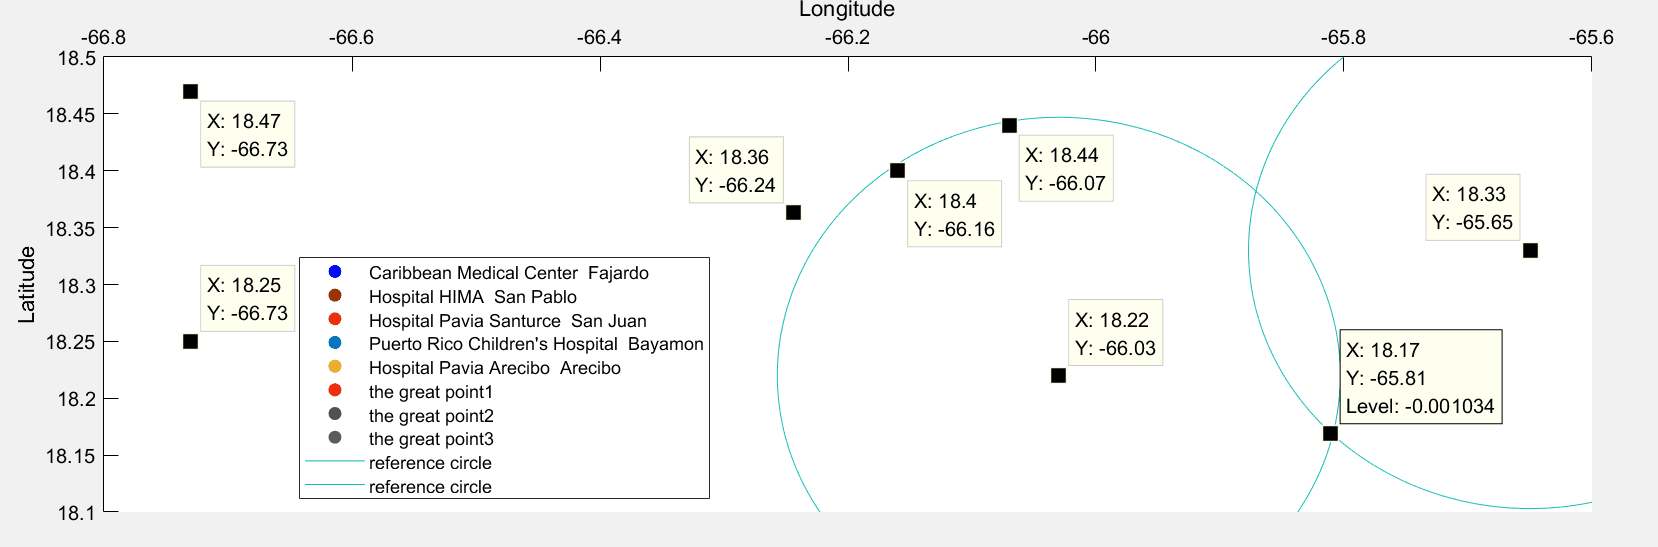 Longitude
-66.8 -66.6 -66.4 -66.2 -66 -65.8 -65.6
Latitude
18.5
18.45
18.4
18.35
18.3
18.25
18.2
18.15
18.1
X: 18.47
Y: -66.73
X: 18.25
Y: -66.73
X: 18.36
Y: -66.24
X: 18.4
Y: -66.16
X: 18.44
Y: -66.07
X: 18.22
Y: -66.03
X: 18.33
Y: -65.65
X: 18.17
Y: -65.81
Level: -0.001034
Caribbean Medical Center  Fajardo
Hospital HIMA  San Pablo
Hospital Pavia Santurce  San Juan
Puerto Rico Children's Hospital  Bayamon
Hospital Pavia Arecibo  Arecibo
the great point1
the great point2
the great point3
reference circle
reference circle